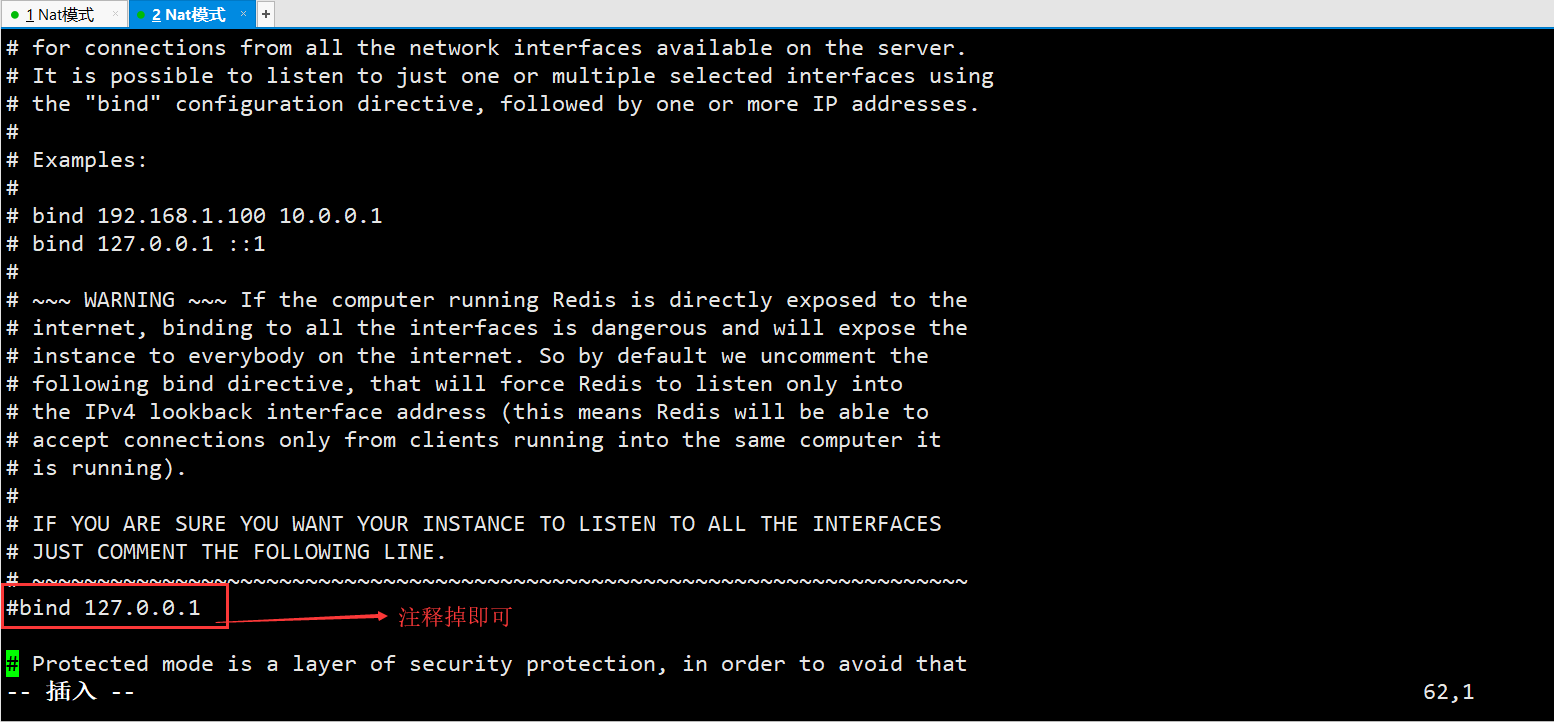 1 Nat模式 × 2 Nat模式 × +
# for connections from all the network interfaces available on the server.
# It is possible to listen to just one or multiple selected interfaces using
# the "bind" configuration directive, followed by one or more IP addresses.
#
# Examples:
#
# bind 192.168.1.100 10.0.0.1
# bind 127.0.0.1 ::1
#
# ~~~ WARNING ~~~ If the computer running Redis is directly exposed to the
# internet, binding to all the interfaces is dangerous and will expose the
# instance to everybody on the internet. So by default we uncomment the
# following bind directive, that will force Redis to listen only into
# the IPv4 lookback interface address (this means Redis will be able to
# accept connections only from clients running into the same computer it
# is running).
#
# IF YOU ARE SURE YOU WANT YOUR INSTANCE TO LISTEN TO ALL THE INTERFACES
# JUST COMMENT THE FOLLOWING LINE.
# ~~~~~~~~~~~~~~~~~~~~~~~~~~~~~~~~~~~~~~~~~~~~~~~~~~~~~~~~~~~~~~~~~~~~~~~~
#bind 127.0.0.1
注释掉即可
# Protected mode is a layer of security protection, in order to avoid that
-- 插入 -- 62,1